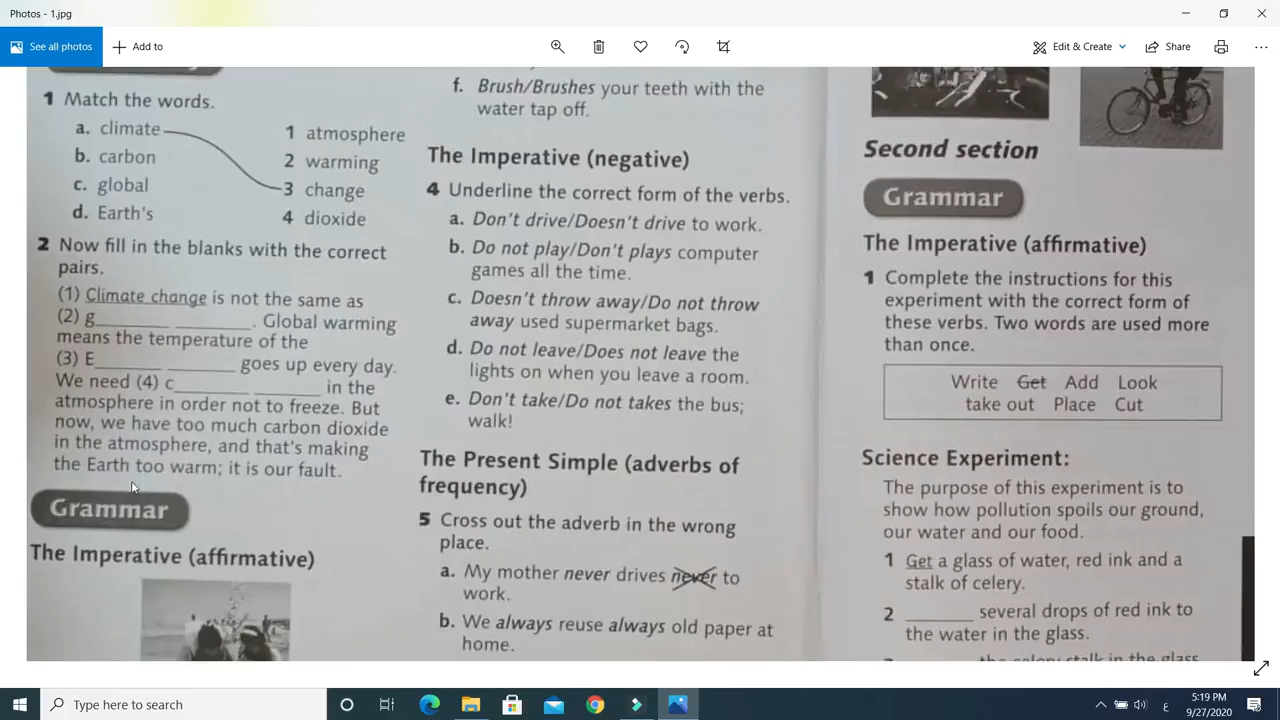 Photos - 1.jpg
See all photos
Add to
Edit & Create
Share
1 Match the words.
a. climate
b. carbon
c. global
d. Earth's
1 atmosphere
2 warming
3 change
4 dioxide
2 Now fill in the blanks with the correct
pairs.
(1) Climate change is not the same as
(2) g________ ________. Global warming
means the temperature of the
(3) E________ ________ goes up every day.
We need (4) c________ ________ in the
atmosphere in order not to freeze. But
now, we have too much carbon dioxide
in the atmosphere, and that's making
the Earth too warm; it is our fault.
Grammar
The Imperative (affirmative)
f. Brush/Brushes your teeth with the
water tap off.
The Imperative (negative)
4 Underline the correct form of the verbs.
a. Don't drive/Doesn't drive to work.
b. Do not play/Don't plays computer
games all the time.
c. Doesn't throw away/Do not throw
away used supermarket bags.
d. Do not leave/Does not leave the
lights on when you leave a room.
e. Don't take/Do not takes the bus;
walk!
The Present Simple (adverbs of
frequency)
5 Cross out the adverb in the wrong
place.
a. My mother never drives never to
work.
b. We always reuse always old paper at
home.
Second section
Grammar
The Imperative (affirmative)
1 Complete the instructions for this
experiment with the correct form of
these verbs. Two words are used more
than once.
Write Get Add Look
take out Place Cut
Science Experiment:
The purpose of this experiment is to
show how pollution spoils our ground,
our water and our food.
1 Get a glass of water, red ink and a
stalk of celery.
2 ________ several drops of red ink to
the water in the glass.
the celery stalk in the glass
Type here to search
ع
5:19 PM
9/27/2020